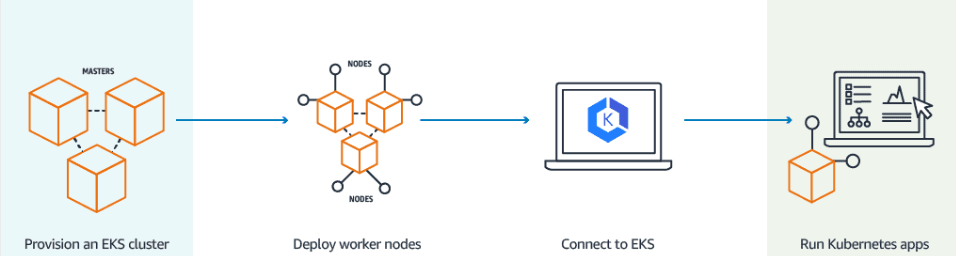 MASTERS
NODES
K
NODES
Provision an EKS cluster
Deploy worker nodes
Connect to EKS
Run Kubernetes apps